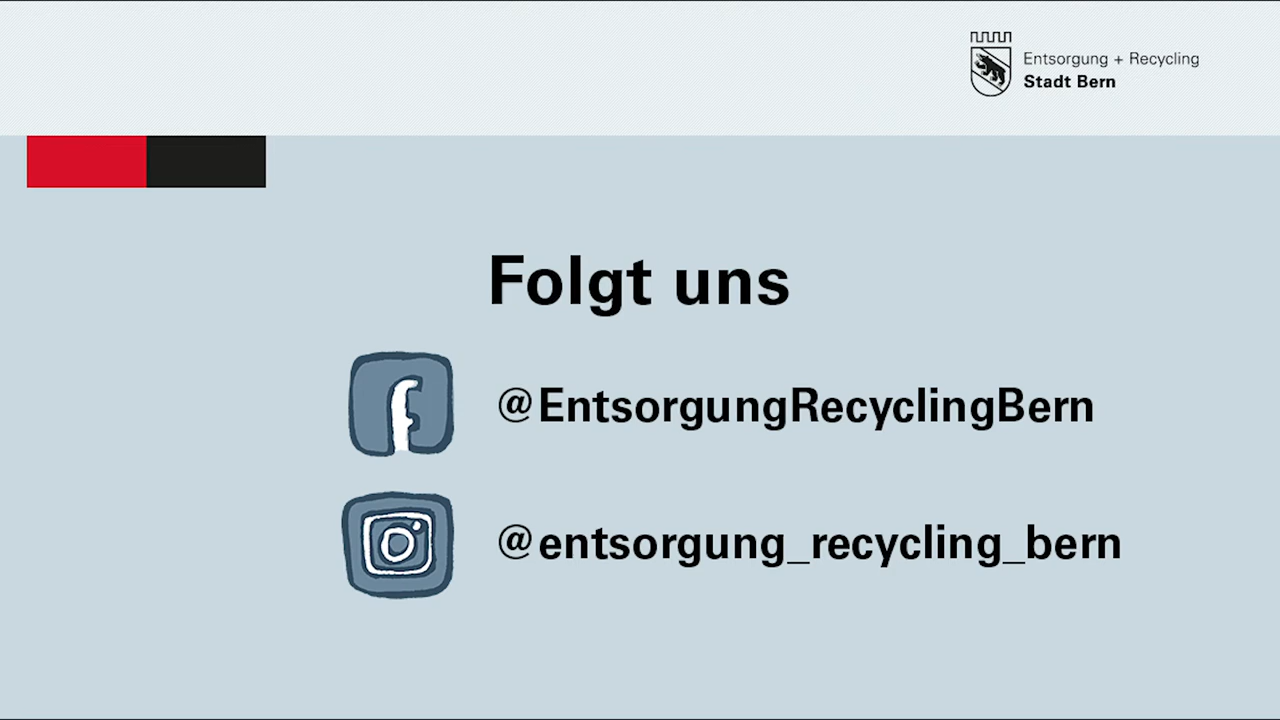 Entsorgung + Recycling
Stadt Bern
Folgt uns
@EntsorgungRecyclingBern
@entsorgung_recycling_bern